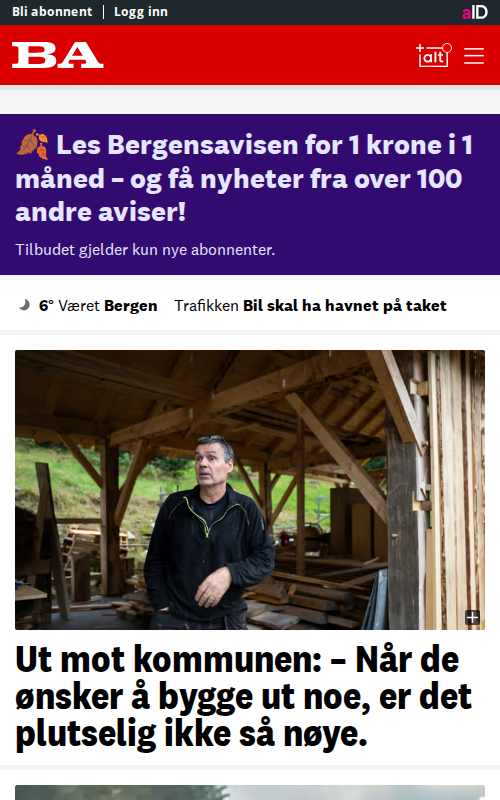 Bli abonnent | Logg inn
aID
BA
+alt
🍂 Les Bergensavisen for 1 krone i 1
måned – og få nyheter fra over 100
andre aviser!
Tilbudet gjelder kun nye abonnenter.
6° Været Bergen Trafikken Bil skal ha havnet på taket
Ut mot kommunen: – Når de
ønsker å bygge ut noe, er det
plutselig ikke så nøye.